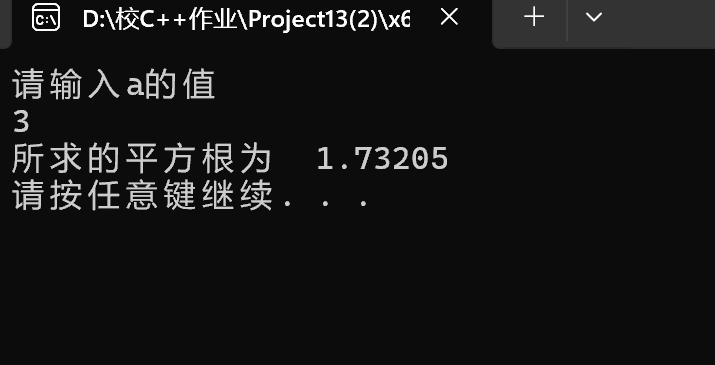 D:\校C++作业\Project13(2)\x6
请输入a的值
3
所求的平方根为  1.73205
请按任意键继续. . .